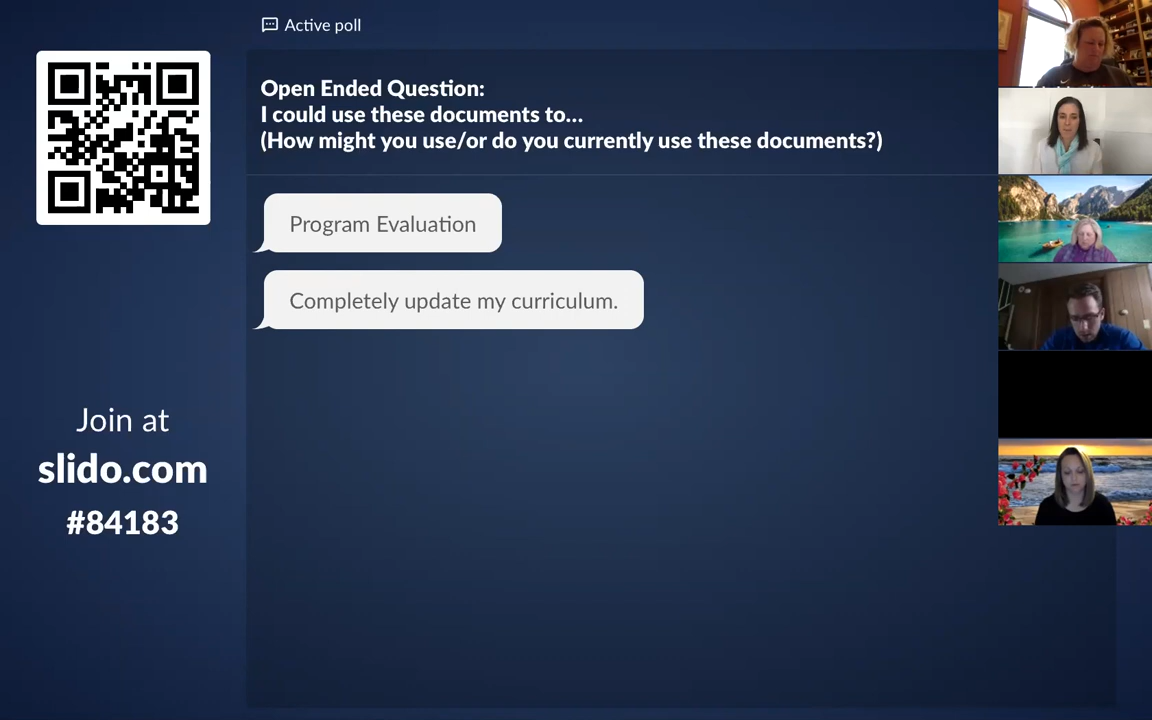 Active poll
Open Ended Question:
I could use these documents to...
(How might you use/or do you currently use these documents?)
Program Evaluation
Completely update my curriculum.
Join at
slido.com
#84183